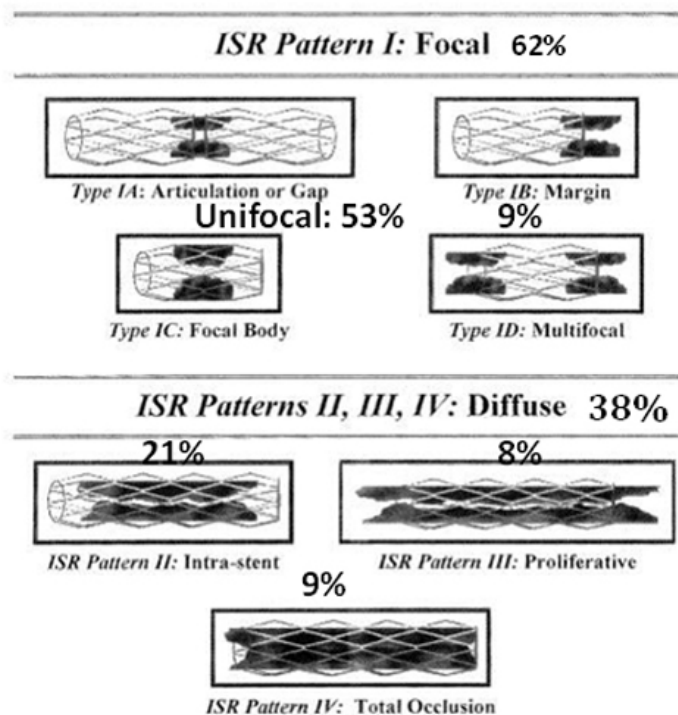 ISR Pattern I: Focal 62%
Type IA: Articulation or Gap
Type IB: Margin
Unifocal: 53%
9%
Type IC: Focal Body
Type ID: Multifocal
ISR Patterns II, III, IV: Diffuse 38%
21%
8%
ISR Pattern II: Intra-stent
ISR Pattern III: Proliferative
9%
ISR Pattern IV: Total Occlusion